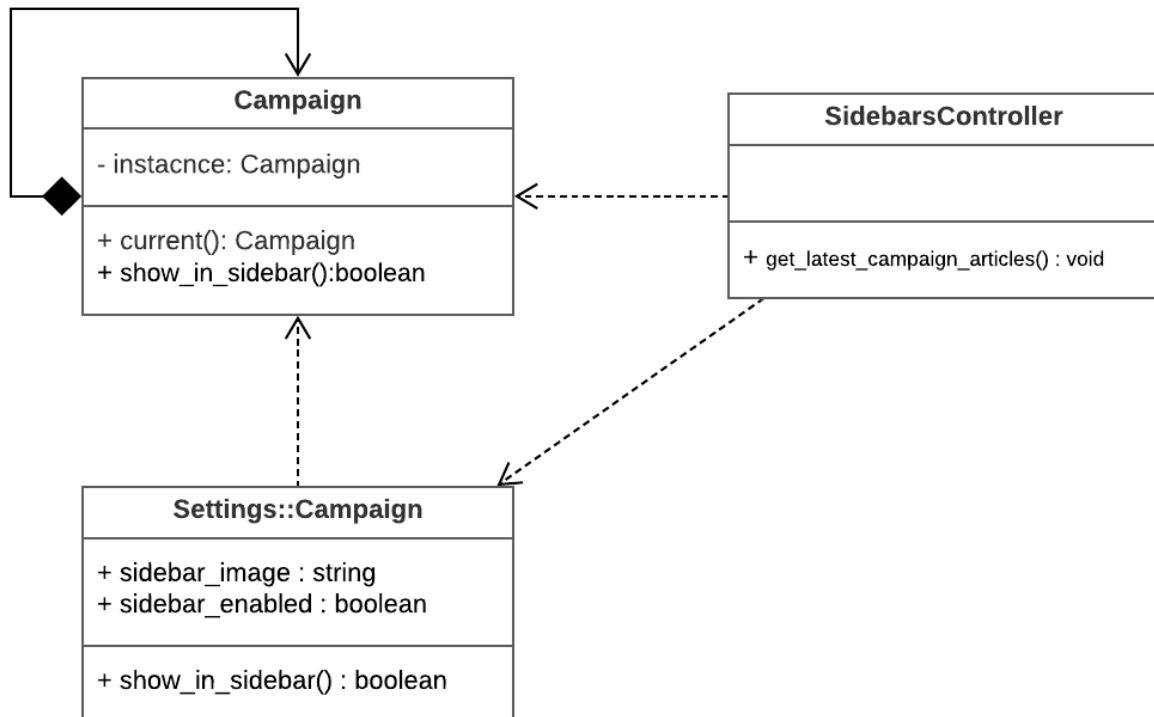 Campaign
- instacnce: Campaign
+ current(): Campaign
+ show_in_sidebar():boolean
SidebarsController
+ get_latest_campaign_articles() : void
Settings::Campaign
+ sidebar_image : string
+ sidebar_enabled : boolean
+ show_in_sidebar() : boolean